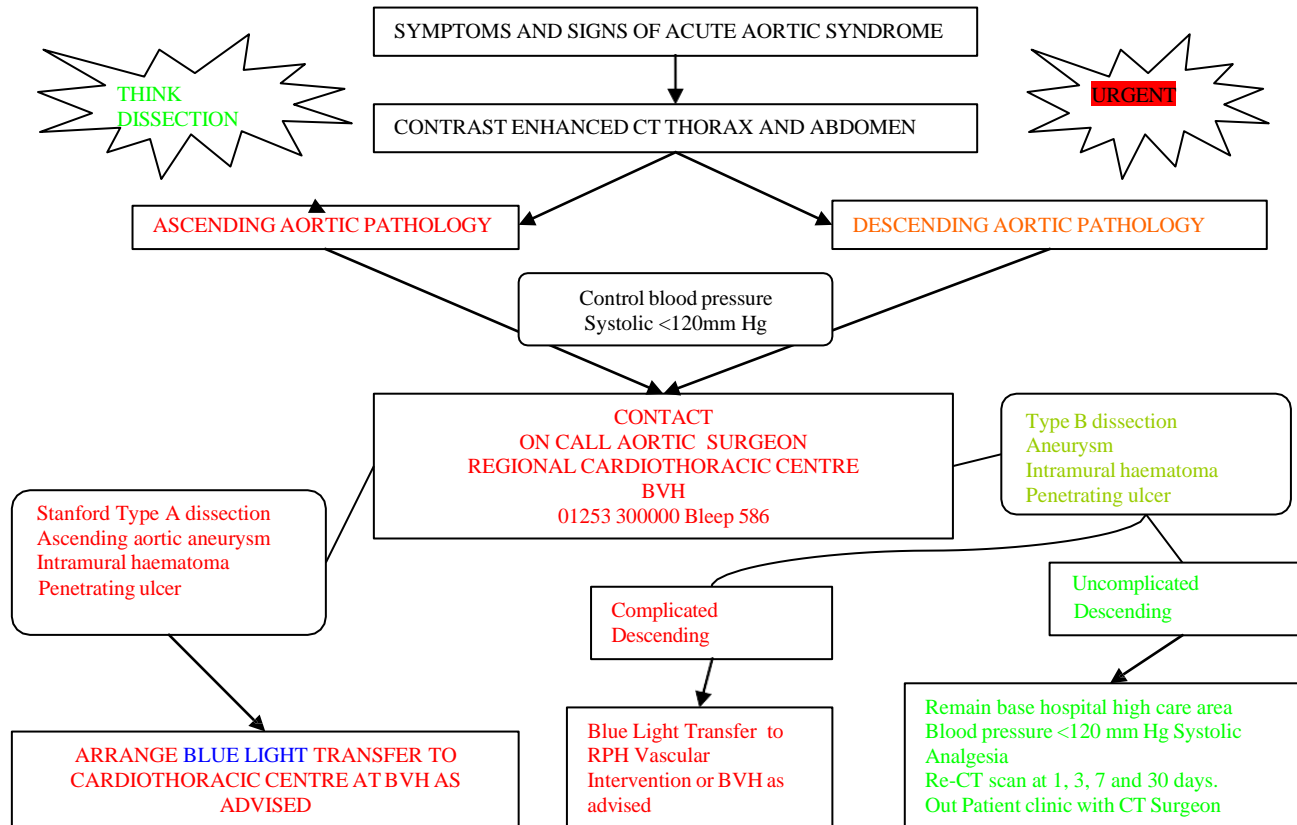 SYMPTOMS AND SIGNS OF ACUTE AORTIC SYNDROME
THINK
DISSECTION
URGENT
CONTRAST ENHANCED CT THORAX AND ABDOMEN
ASCENDING AORTIC PATHOLOGY
DESCENDING AORTIC PATHOLOGY
Control blood pressure
Systolic <120mm Hg
CONTACT
ON CALL AORTIC SURGEON
REGIONAL CARDIOTHORACIC CENTRE
BVH
01253 300000 Bleep 586
Type B dissection
Aneurysm
Intramural haematoma
Penetrating ulcer
Stanford Type A dissection
Ascending aortic aneurysm
Intramural haematoma
Penetrating ulcer
Complicated
Descending
Uncomplicated
Descending
ARRANGE BLUE LIGHT TRANSFER TO
CARDIOTHORACIC CENTRE AT BVH AS
ADVISED
Blue Light Transfer to
RPH Vascular
Intervention or BVH as
advised
Remain base hospital high care area
Blood pressure <120 mm Hg Systolic
Analgesia
Re-CT scan at 1, 3, 7 and 30 days.
Out Patient clinic with CT Surgeon